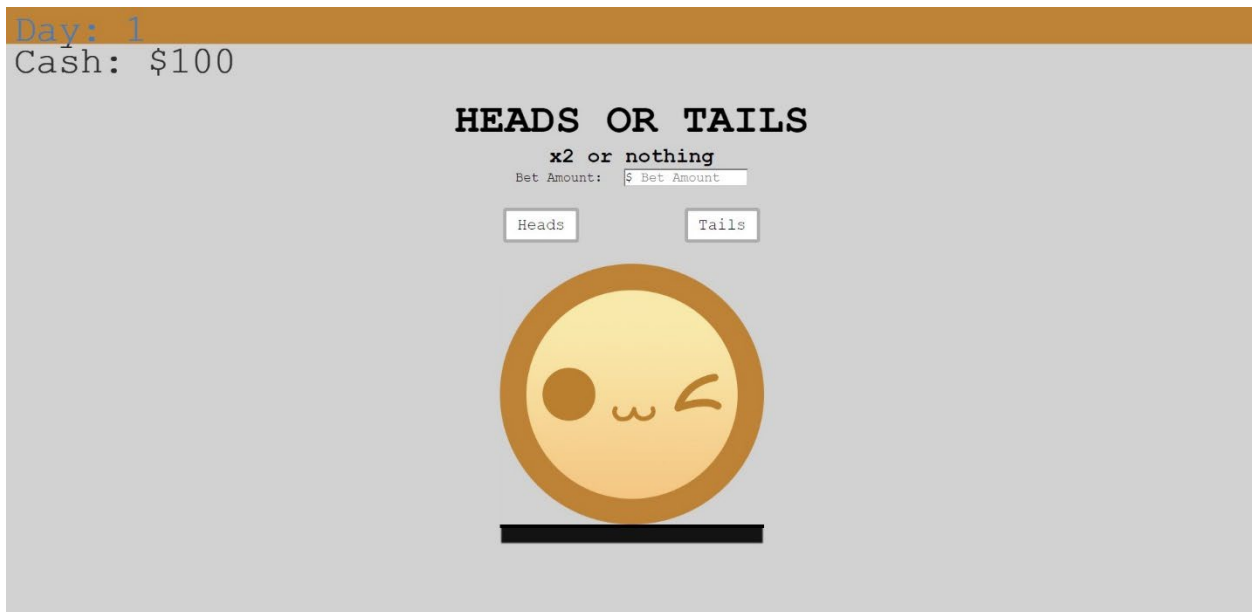 Day: 1
Cash: $100
HEADS OR TAILS
x2 or nothing
Bet Amount: $ Bet Amount
Heads Tails